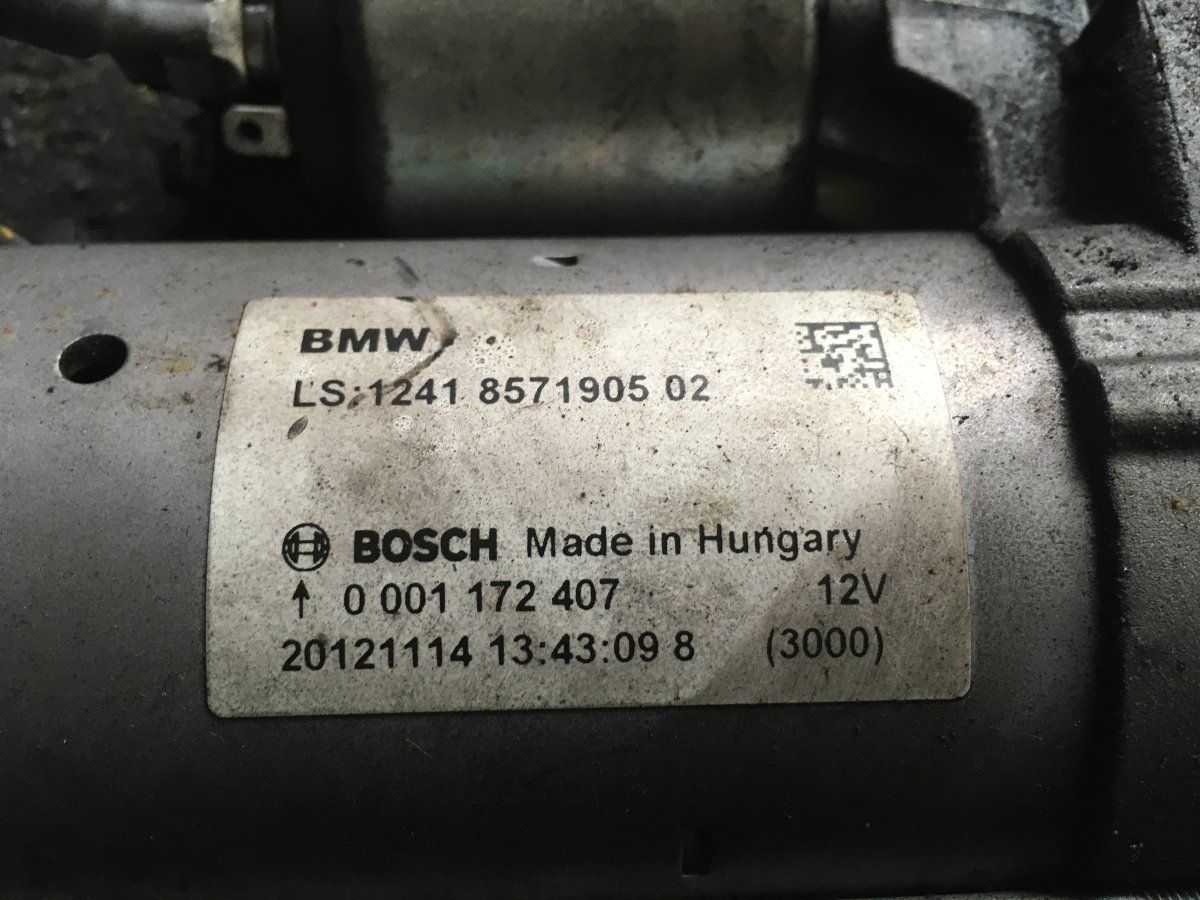 BMW
LS:1241 8571905 02
BOSCH Made in Hungary
↑ 0 001 172 407 12V
20121114 13:43:09 8 (3000)